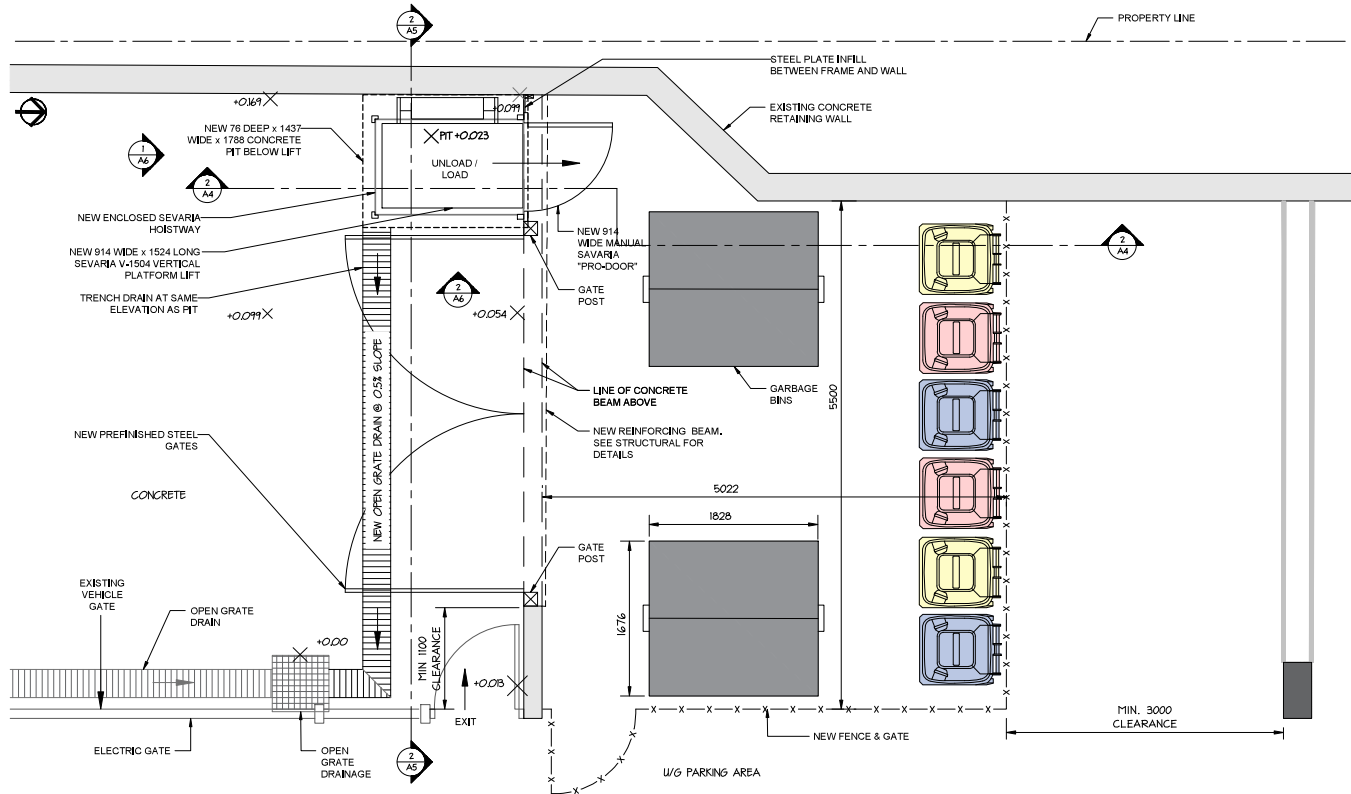 2
A5
PROPERTY LINE
STEEL PLATE INFILL
BETWEEN FRAME AND WALL
+0.169
+0.099
EXISTING CONCRETE
RETAINING WALL
NEW 76 DEEP x 1437
WIDE x 1788 CONCRETE
PIT BELOW LIFT
PIT +0.023
1
A6
UNLOAD /
LOAD
2
A4
NEW ENCLOSED SEVARIA
HOISTWAY
NEW 914
WIDE MANUAL
SAVARIA
"PRO-DOOR"
2
A4
NEW 914 WIDE x 1524 LONG
SEVARIA V-1504 VERTICAL
PLATFORM LIFT
2
A6
GATE
POST
TRENCH DRAIN AT SAME
ELEVATION AS PIT
+0.099
+0.054
NEW OPEN GRATE DRAIN @ 0.5% SLOPE
LINE OF CONCRETE
BEAM ABOVE
GARBAGE
BINS
5500
NEW PREFINISHED STEEL
GATES
NEW REINFORCING BEAM.
SEE STRUCTURAL FOR
DETAILS
CONCRETE
5022
1828
GATE
POST
EXISTING
VEHICLE
GATE
OPEN GRATE
DRAIN
1676
+0.00
MIN 1100
CLEARANCE
+0.013
EXIT
MIN. 3000
CLEARANCE
ELECTRIC GATE
OPEN
GRATE
DRAINAGE
2
A5
NEW FENCE & GATE
U/G PARKING AREA